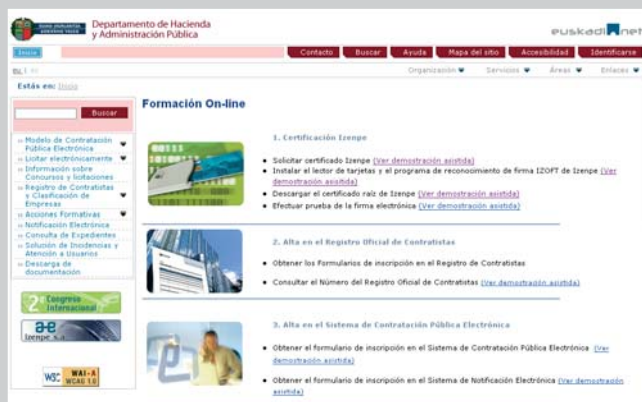 Departamento de Hacienda
y Administración Pública
euskadi.net
Inicio
Contacto
Buscar
Ayuda
Mapa del sitio
Accesibilidad
Identificarse
eu | es
Organización
Servicios
Áreas
Enlaces
Estás en: Inicio
Buscar
Modelo de Contratación
Pública Electrónica
Licitar electrónicamente
Información sobre
Concursos y licitaciones
Registro de Contratistas
y Clasificación de
Empresas
Acciones Formativas
Notificación Electrónica
Consulta de Expedientes
Solución de Incidencias y
Atención a Usuarios
Descarga de
documentación
2º Congreso
Internacional
Izenpe s.a.
W3C WAI-A
WCAG 1.0
Formación On-line
1. Certificación Izenpe
Solicitar certificado Izenpe (Ver demostración asistida)
Instalar el lector de tarjetas y el programa de reconocimiento de firma IZOFT de Izenpe (Ver
demostración asistida)
Descargar el certificado raíz de Izenpe (Ver demostración asistida)
Efectuar prueba de la firma electrónica (Ver demostración asistida)
2. Alta en el Registro Oficial de Contratistas
Obtener los Formularios de inscripción en el Registro de Contratistas
Consultar el Número del Registro Oficial de Contratistas (Ver demostración asistida)
3. Alta en el Sistema de Contratación Pública Electrónica
Obtener el formulario de inscripción en el Sistema de Contratación Pública Electrónica (Ver
demostración asistida)
Obtener el formulario de inscripción en el Sistema de Notificación Electrónica (Ver demostración
asistida)